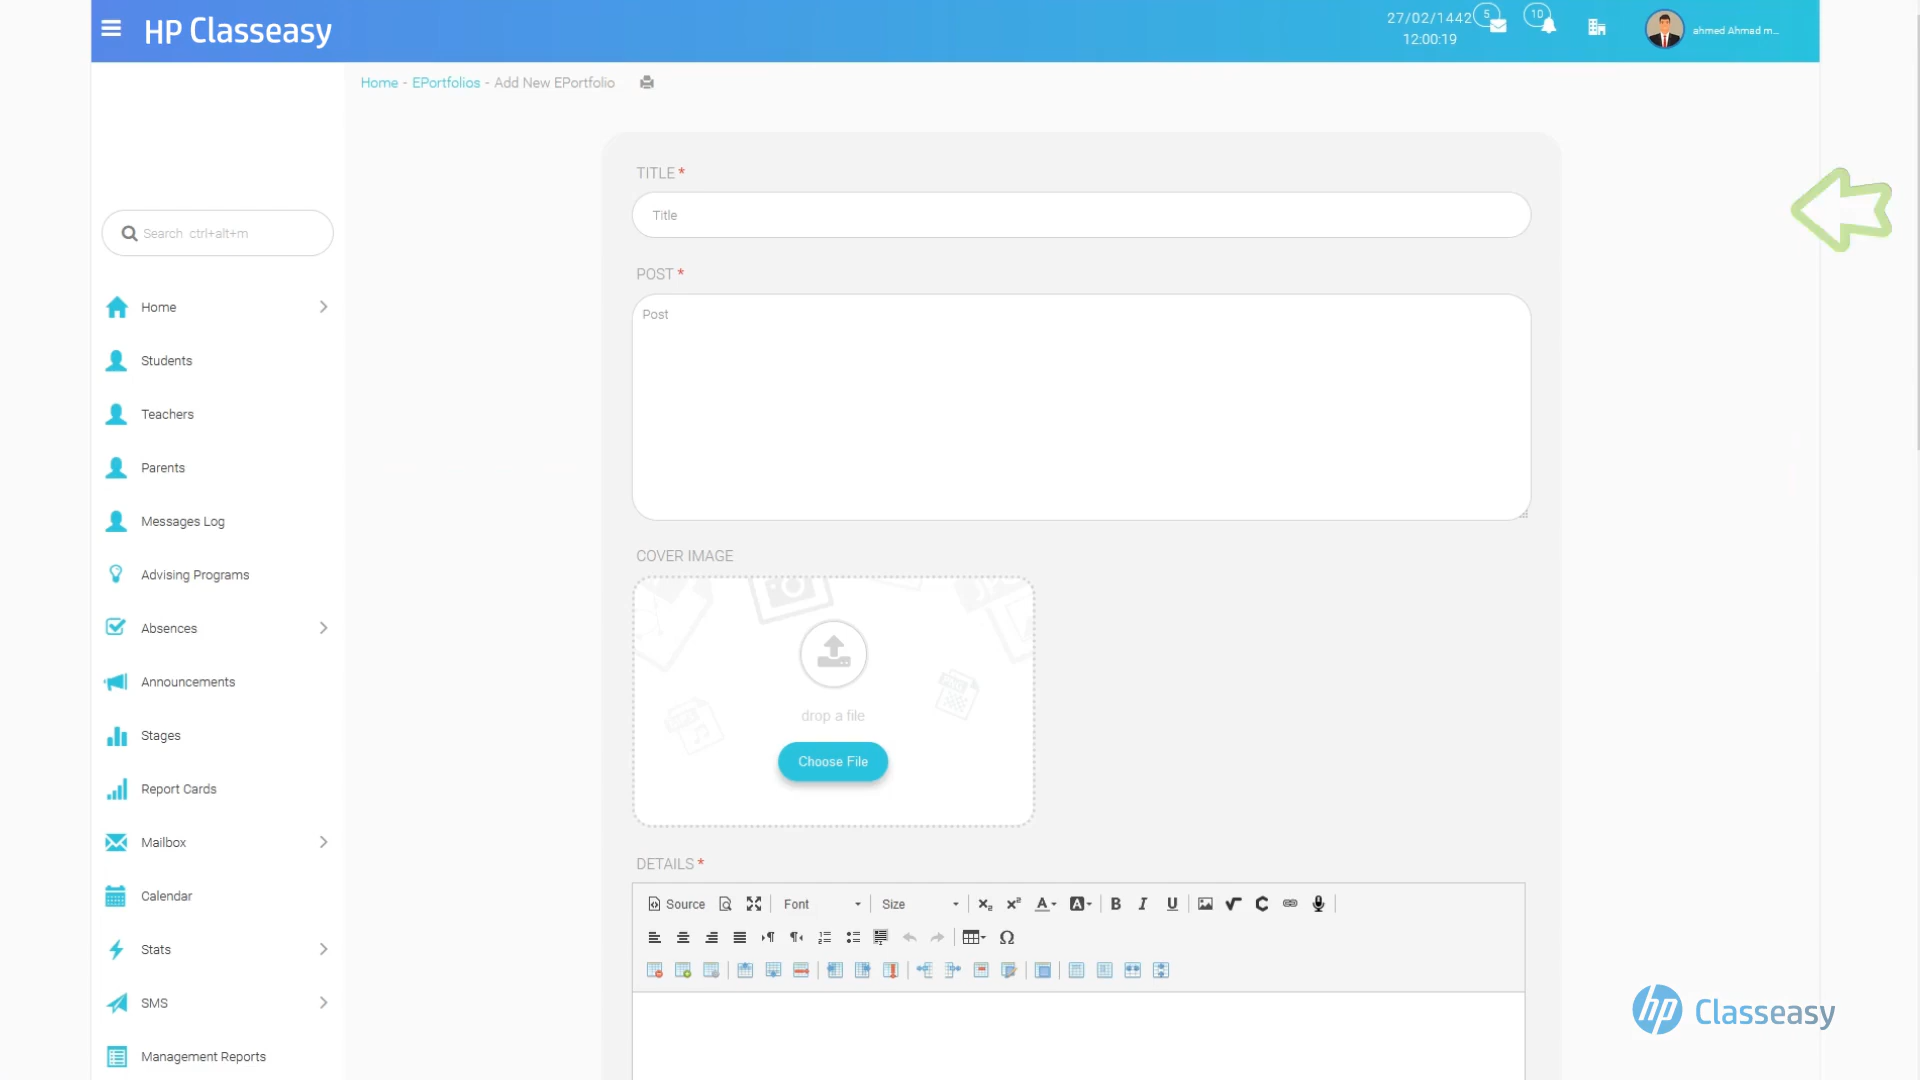 HP Classeasy
27/02/1442
12:00:19
5
10
ahmed Ahmad m...
Home - EPortfolios - Add New EPortfolio
Search ctrl+alt+m
Home
Students
Teachers
Parents
Messages Log
Advising Programs
Absences
Announcements
Stages
Report Cards
Mailbox
Calendar
Stats
SMS
Management Reports
TITLE *
Title
POST *
Post
COVER IMAGE
drop a file
Choose File
DETAILS *
Source
Font
Size
hp Classeasy